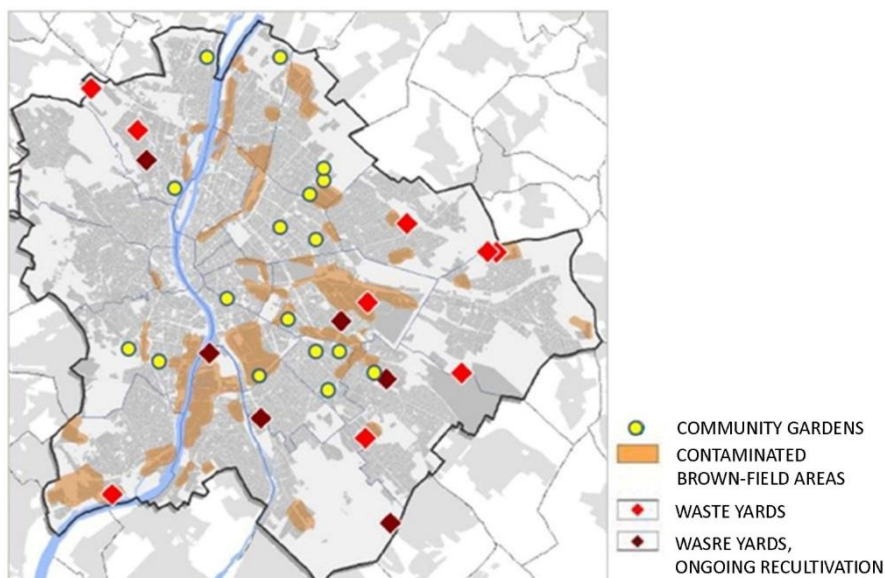 COMMUNITY GARDENS
CONTAMINATED
BROWN-FIELD AREAS
WASTE YARDS
WASRE YARDS,
ONGOING RECULTIVATION